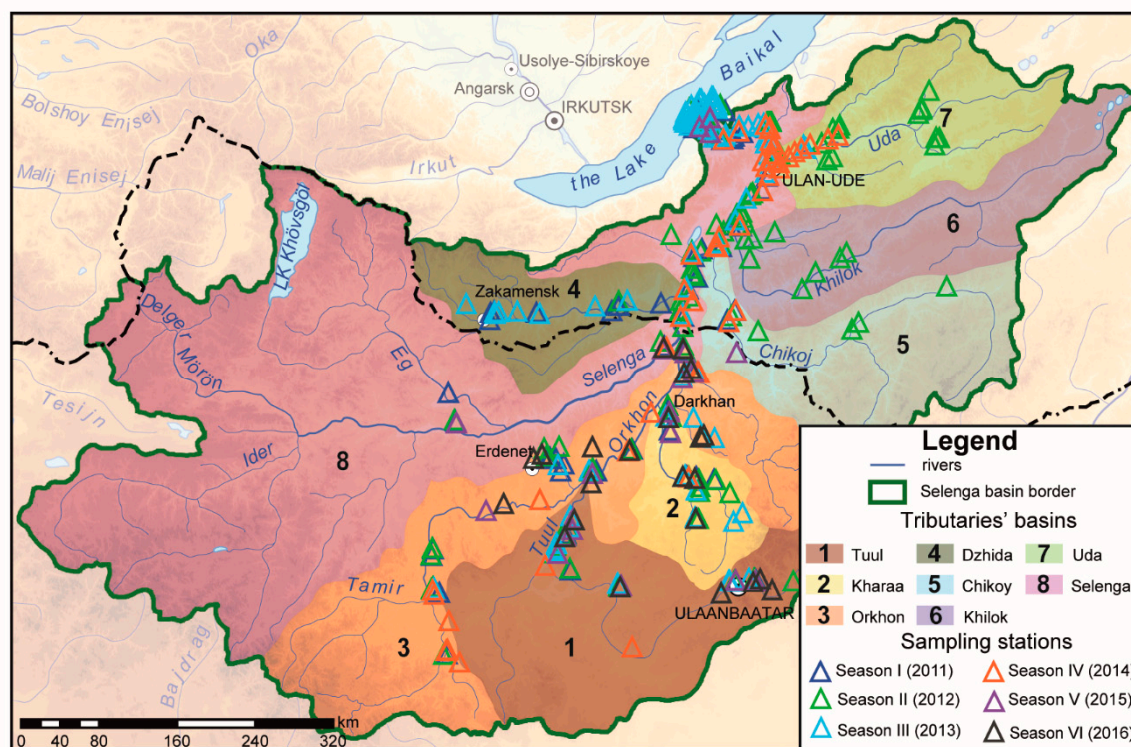 Oka
Usolye-Sibirskoye
Baikal
Bolshoy Enisej
Angarsk
IRKUTSK
7
Uda
the Lake
Irkut
Malij Enisej
ULAN-UDE
6
LK Khövsgöl
Khilok
Zakamensk
4
Delger Mörön
Eg
Chikoj
5
Selenga
Tesijn
Darkhan
Orkhon
Ider
8
Erdenet
2
Tuul
Tamir
ULAANBAATAR
3
1
Bajdrag
km
0 40 80 160 240 320
Legend
rivers
Selenga basin border
Tributaries' basins
1 Tuul
2 Kharaa
3 Orkhon
4 Dzhida
5 Chikoy
6 Khilok
7 Uda
8 Selenga
Sampling stations
Season I (2011)
Season II (2012)
Season III (2013)
Season IV (2014)
Season V (2015)
Season VI (2016)